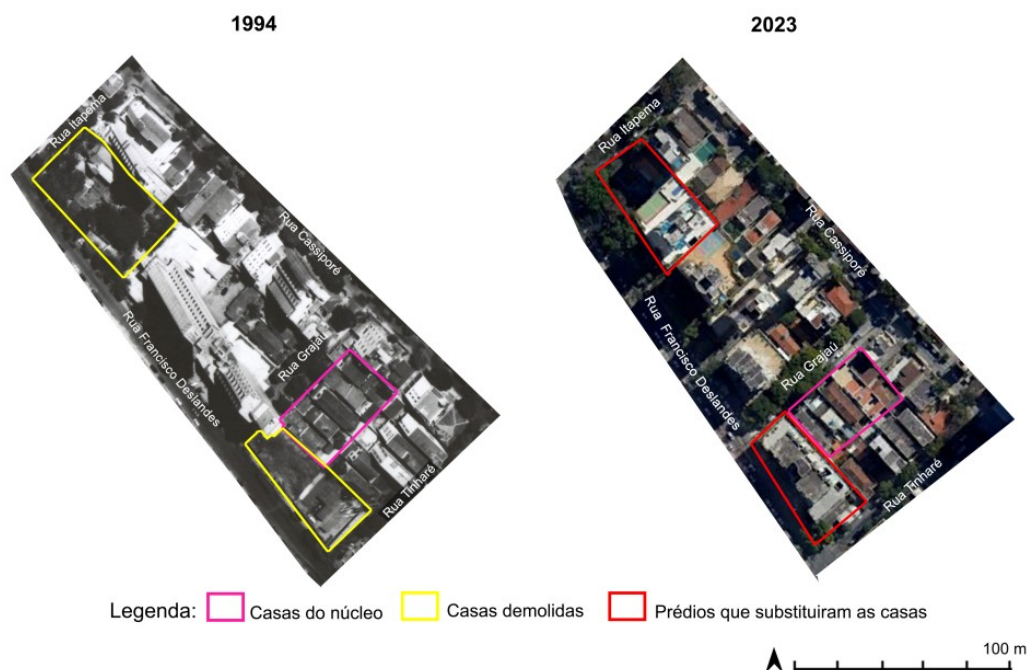 1994
2023
Rua Itapema
Rua Cassiporé
Rua Grajaú
Rua Francisco Deslandes
Rua Tinharé
Rua Itapema
Rua Cassiporé
Rua Grajaú
Rua Francisco Deslandes
Rua Tinharé
Legenda: Casas do núcleo Casas demolidas Prédios que substituiram as casas
100 m